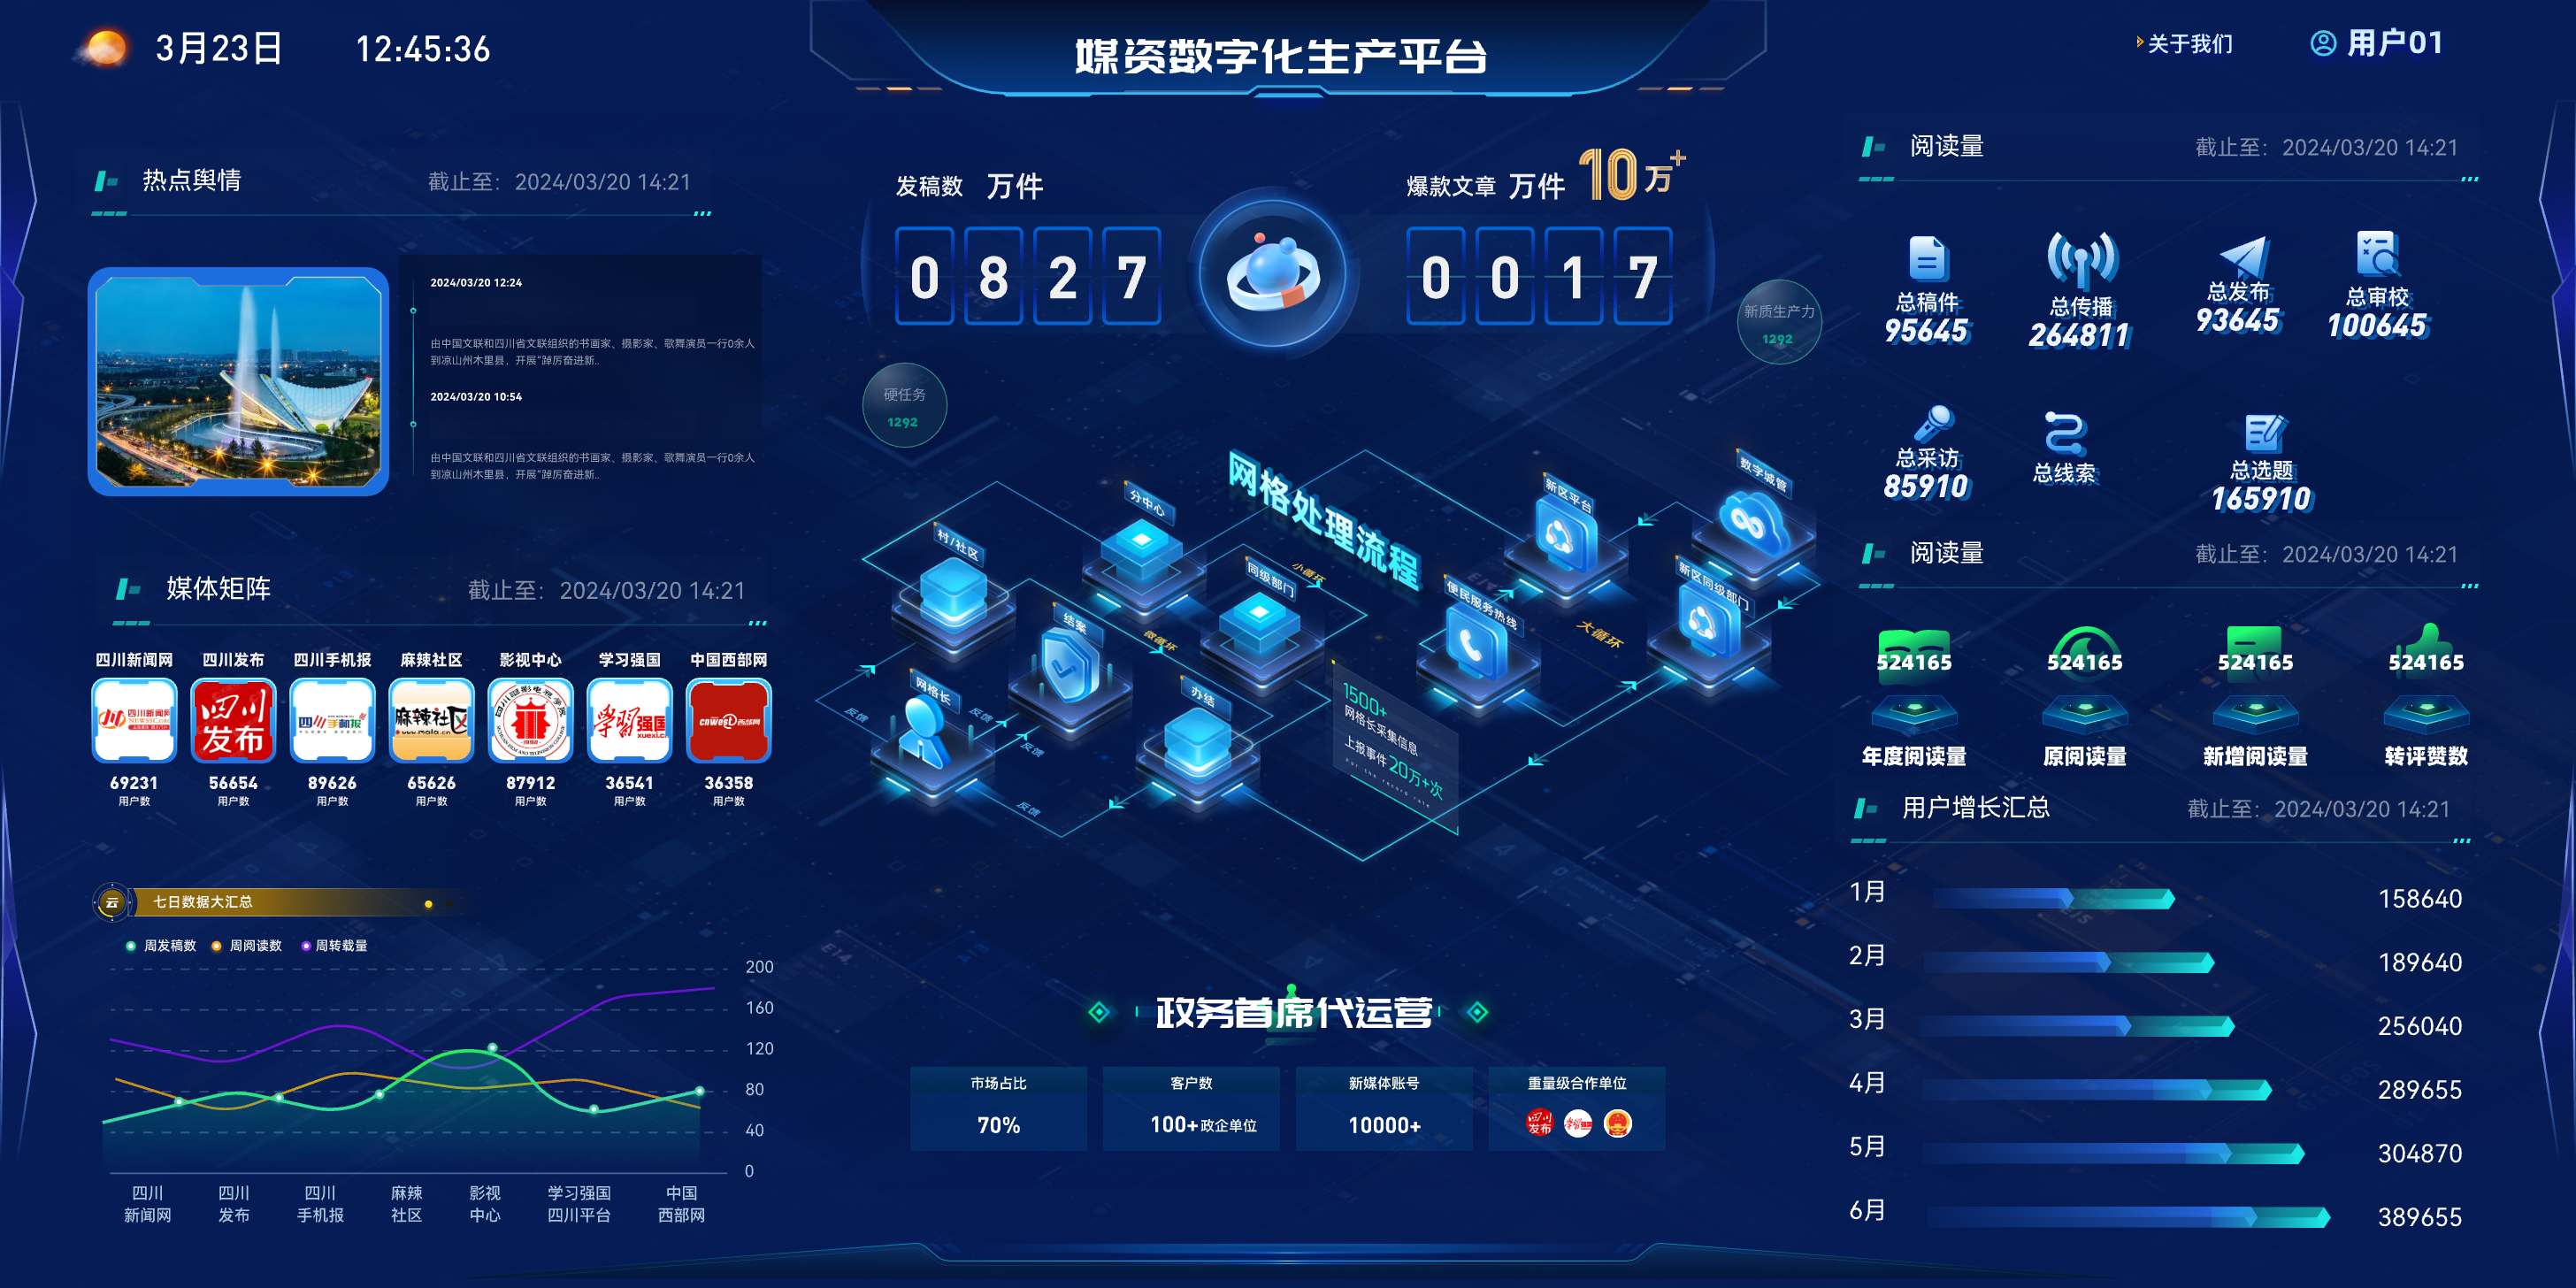 3月23日
12:45:36
媒资数字化生产平台
关于我们
用户01
热点舆情
截止至：2024/03/20 14:21
2024/03/20 12:24
由中国文联和四川省文联组织的书画家、摄影家、歌舞演员一行0余人
到凉山州木里县，开展"踔厉奋进新..
2024/03/20 10:54
由中国文联和四川省文联组织的书画家、摄影家、歌舞演员一行0余人
到凉山州木里县，开展"踔厉奋进新..
媒体矩阵
截止至：2024/03/20 14:21
四川新闻网 四川发布 四川手机报 麻辣社区 影视中心 学习强国 中国西部网
69231 56654 89626 65626 87912 36541 36358
用户数 用户数 用户数 用户数 用户数 用户数 用户数
云
七日数据大汇总
周发稿数 周阅读数 周转载量
200
160
120
80
40
0
四川 四川 四川 麻辣 影视 学习强国 中国
新闻网 发布 手机报 社区 中心 四川平台 西部网
发稿数 万件
0827
爆款文章 万件 10万+
0017
硬任务
1292
新质生产力
1292
网格处理流程
村/社区
分中心
同级部门
结案
网格长
办结
新区平台
数字城管
便民服务热线
新区同级部门
小循环
微循环
大循环
反馈
反馈
反馈
反馈
1500+
网格长采集信息
上报事件20万+次
政务首席代运营
市场占比 客户数 新媒体账号 重量级合作单位
70% 100+政企单位 10000+
阅读量
截止至：2024/03/20 14:21
总稿件 总传播 总发布 总审校
95645 264811 93645 100645
总采访 总线索 总选题
85910 165910
阅读量
截止至：2024/03/20 14:21
524165 524165 524165 524165
年度阅读量 原阅读量 新增阅读量 转评赞数
用户增长汇总
截止至：2024/03/20 14:21
1月 158640
2月 189640
3月 256040
4月 289655
5月 304870
6月 389655